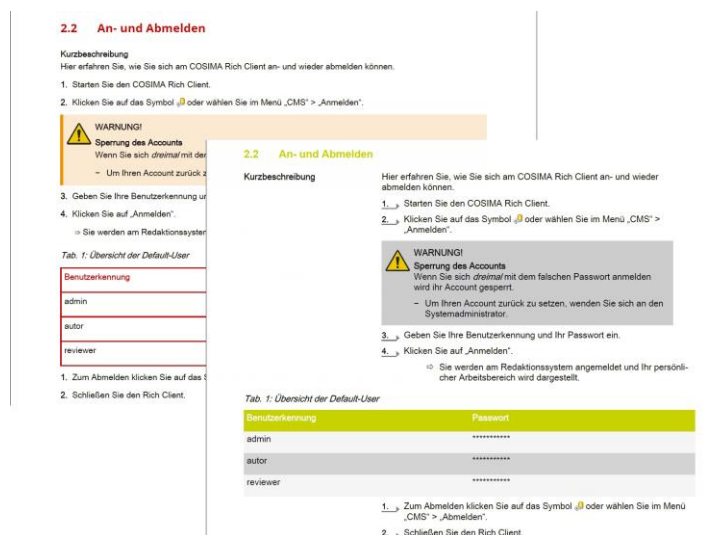 2.2 An- und Abmelden
Kurzbeschreibung
Hier erfahren Sie, wie Sie sich am COSIMA Rich Client an- und wieder abmelden können.
1. Starten Sie den COSIMA Rich Client.
2. Klicken Sie auf das Symbol oder wählen Sie im Menü „CMS“ > „Anmelden“.
WARNUNG!
Sperrung des Accounts
Wenn Sie sich dreimal mit der
– Um Ihren Account zurück z
3. Geben Sie Ihre Benutzerkennung ur
4. Klicken Sie auf „Anmelden“.
⇨ Sie werden am Redaktionssyster
Tab. 1: Übersicht der Default-User
Benutzerkennung
admin
autor
reviewer
1. Zum Abmelden klicken Sie auf das S
2. Schließen Sie den Rich Client.
2.2 An- und Abmelden
Kurzbeschreibung
Hier erfahren Sie, wie Sie sich am COSIMA Rich Client an- und wieder
abmelden können.
1. Starten Sie den COSIMA Rich Client.
2. Klicken Sie auf das Symbol oder wählen Sie im Menü „CMS“ >
„Anmelden“.
WARNUNG!
Sperrung des Accounts
Wenn Sie sich dreimal mit dem falschen Passwort anmelden
wird ihr Account gesperrt.
– Um Ihren Account zurück zu setzen, wenden Sie sich an den
Systemadministrator.
3. Geben Sie Ihre Benutzerkennung und Ihr Passwort ein.
4. Klicken Sie auf „Anmelden“.
⇨ Sie werden am Redaktionssystem angemeldet und Ihr persönli-
cher Arbeitsbereich wird dargestellt.
Tab. 1: Übersicht der Default-User
Benutzerkennung Passwort
admin ***********
autor ***********
reviewer ***********
1. Zum Abmelden klicken Sie auf das Symbol oder wählen Sie im Menü
„CMS“ > „Abmelden“.
2. Schließen Sie den Rich Client.